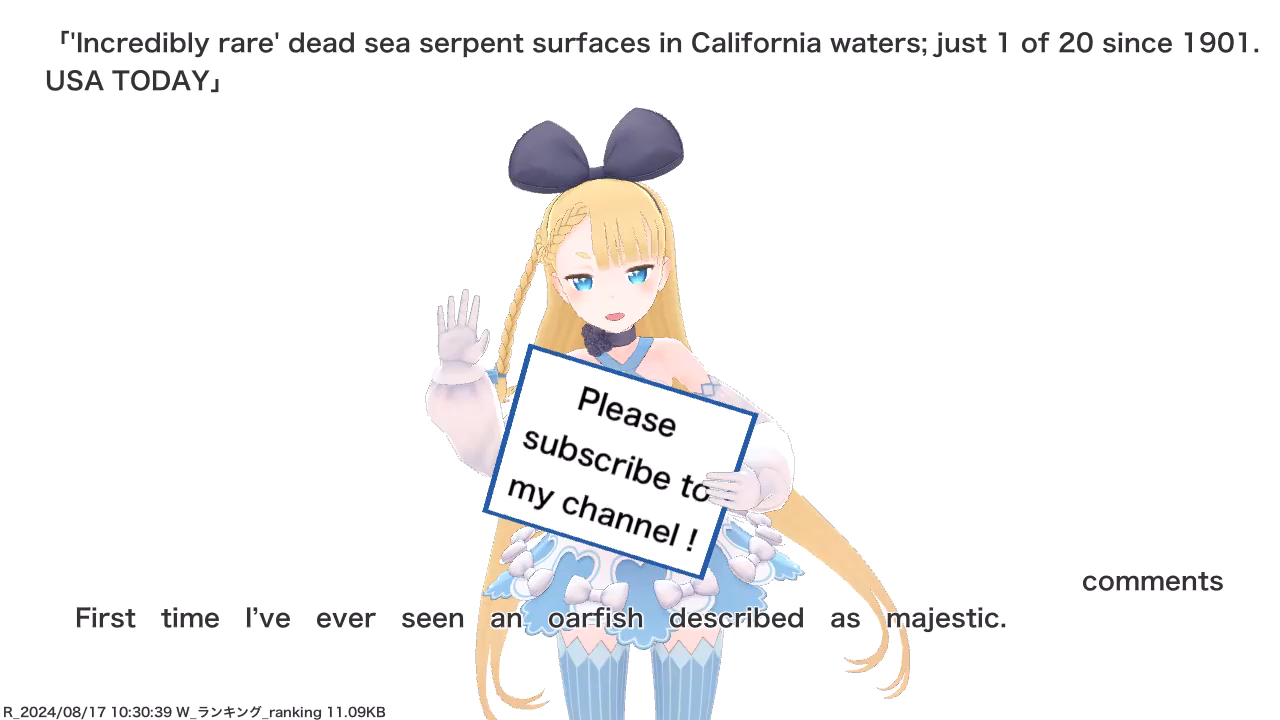 「'Incredibly rare' dead sea serpent surfaces in California waters; just 1 of 20 since 1901.
USA TODAY」
Please
subscribe to
my channel !
comments
First time I’ve ever seen an oarfish described as majestic.
R_2024/08/17 10:30:39 W_ランキング_ranking 11.09KB